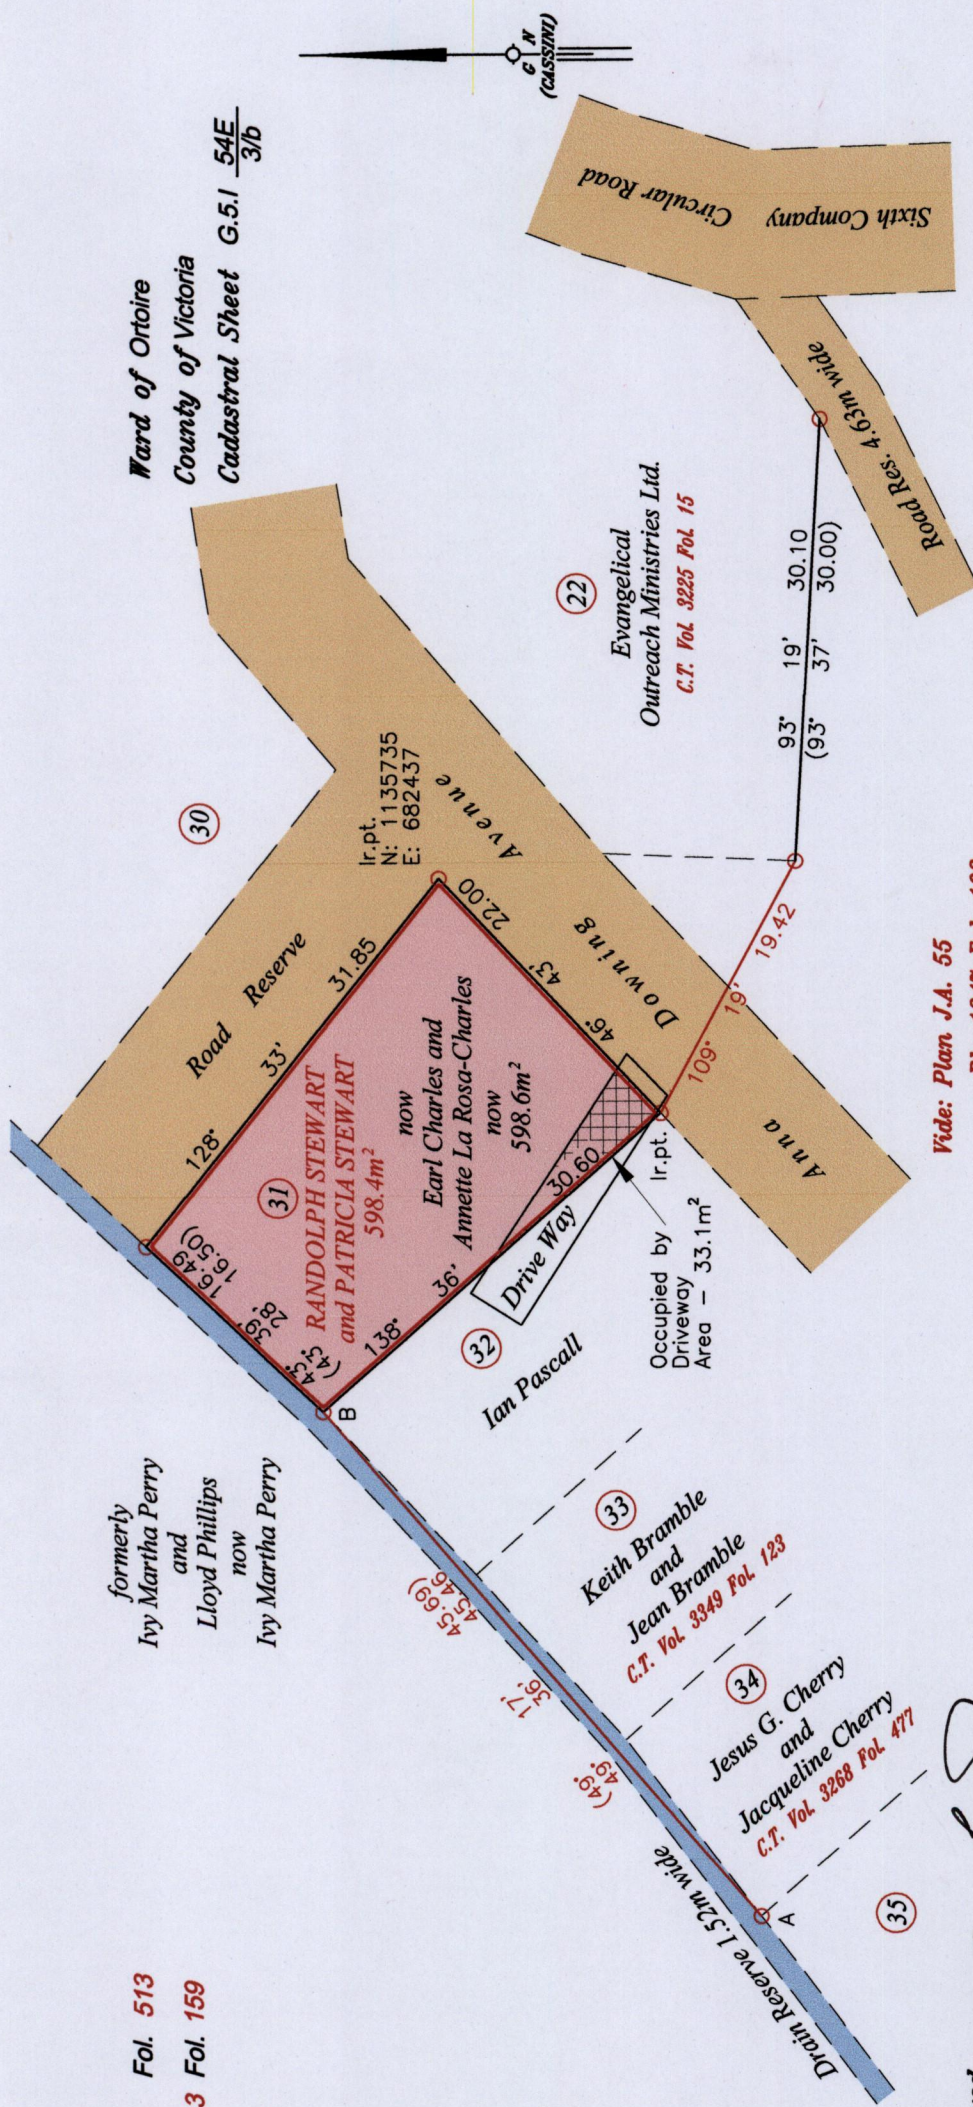 Fol. 513
3 Fol. 159
Ward of Ortoire
County of Victoria
Cadastral Sheet G.5.I 54E
3/b
G N
(CASSINI)
formerly
Ivy Martha Perry
and
Lloyd Phillips
now
Ivy Martha Perry
30
Road Reserve
Ir.pt.
N: 1135735
E: 682437
128° 33' 31.85
43° 39' 16.49
(43° 28' 16.50)
31
RANDOLPH STEWART
and PATRICIA STEWART
598.4m²
now
Earl Charles and
Annette La Rosa-Charles
now
598.6m²
46° 43' 22.00
138° 36' 30.60
B
Drive Way
Ir.pt.
Occupied by
Driveway
Area - 33.1m²
Anna Downing Avenue
32
Ian Pascall
22
Evangelical
Outreach Ministries Ltd.
C.T. Vol. 3225 Fol. 15
93° 19' 30.10
(93° 37' 30.00)
109° 19' 19.42
Sixth Company Circular Road
Road Res. 4.63m wide
(49° 17' 45.69)
49° 36' 45.46
33
Keith Bramble
and
Jean Bramble
C.T. Vol. 3349 Fol. 123
34
Jesus G. Cherry
and
Jacqueline Cherry
C.T. Vol. 3268 Fol. 477
A
35
Drain Reserve 1.52m wide
Vide: Plan J.A. 55